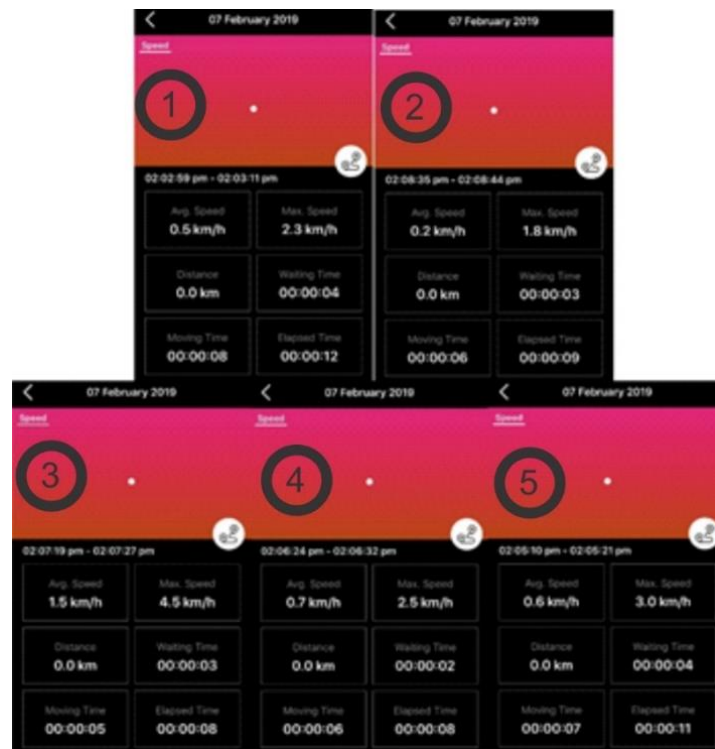 07 February 2019
Speed
1
02:02:59 pm - 02:03:11 pm
Avg. Speed
Max. Speed
0.5 km/h
2.3 km/h
Distance
Waiting Time
0.0 km
00:00:04
Moving Time
Elapsed Time
00:00:08
00:00:12
07 February 2019
Speed
2
02:08:35 pm - 02:08:44 pm
Avg. Speed
Max. Speed
0.2 km/h
1.8 km/h
Distance
Waiting Time
0.0 km
00:00:03
Moving Time
Elapsed Time
00:00:06
00:00:09
07 February 2019
Speed
3
02:07:19 pm - 02:07:27 pm
Avg. Speed
Max. Speed
1.5 km/h
4.5 km/h
Distance
Waiting Time
0.0 km
00:00:03
Moving Time
Elapsed Time
00:00:05
00:00:08
07 February 2019
Speed
4
02:06:24 pm - 02:06:32 pm
Avg. Speed
Max. Speed
0.7 km/h
2.5 km/h
Distance
Waiting Time
0.0 km
00:00:02
Moving Time
Elapsed Time
00:00:06
00:00:08
07 February 2019
Speed
5
02:05:10 pm - 02:05:21 pm
Avg. Speed
Max. Speed
0.6 km/h
3.0 km/h
Distance
Waiting Time
0.0 km
00:00:04
Moving Time
Elapsed Time
00:00:07
00:00:11